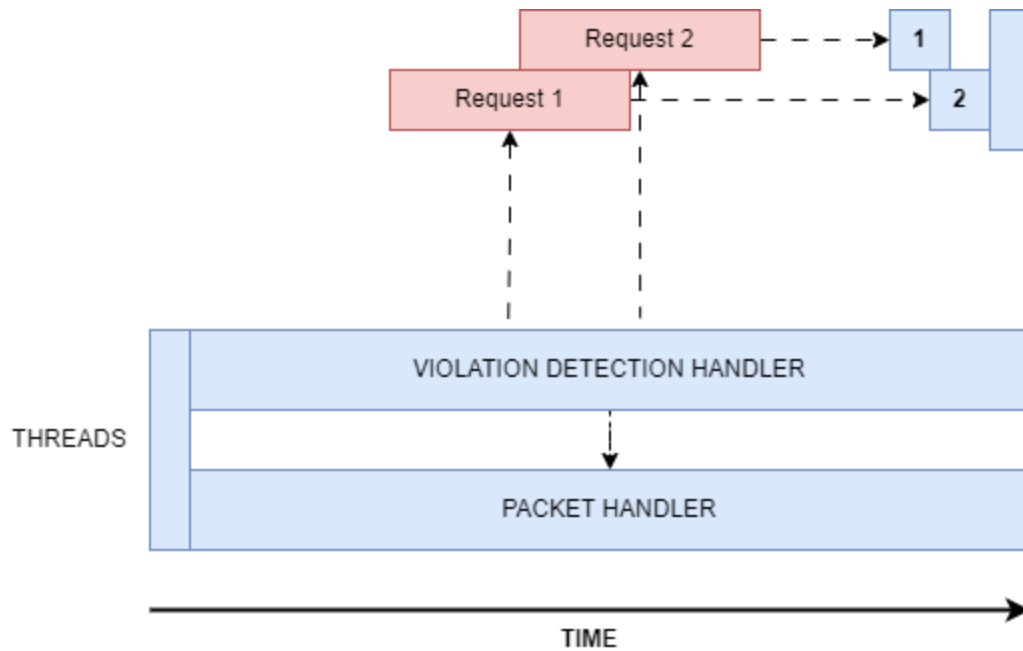 Request 2
1
Request 1
2
VIOLATION DETECTION HANDLER
THREADS
PACKET HANDLER
TIME